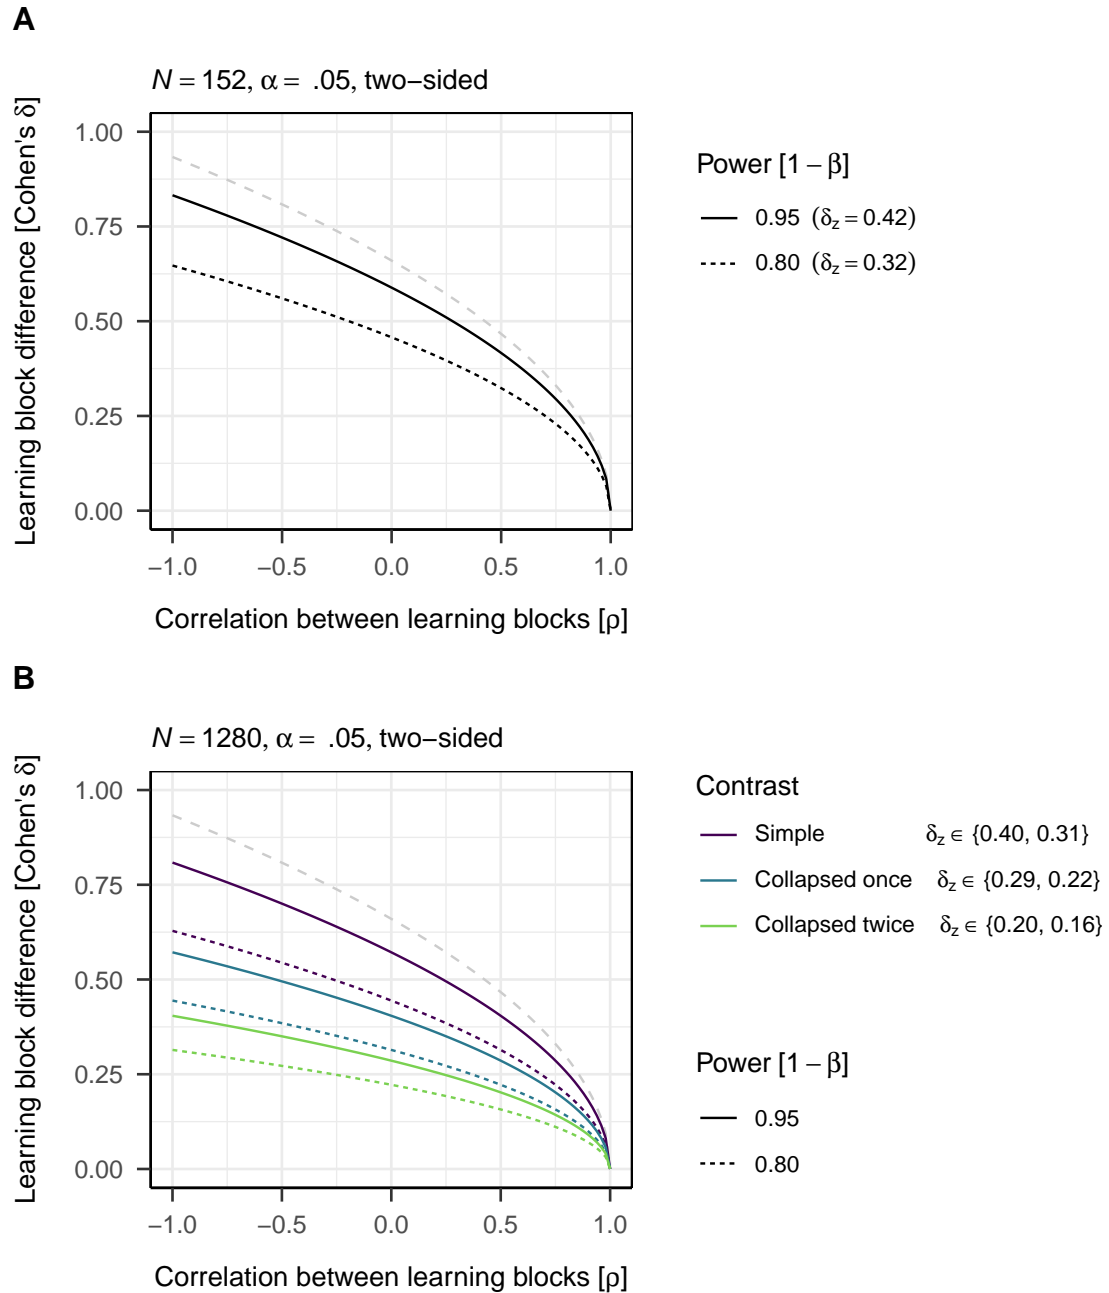 A
N = 152, α = .05, two−sided
Learning block difference [Cohen's δ]
1.00
0.75
0.50
0.25
0.00
−1.0 −0.5 0.0 0.5 1.0
Correlation between learning blocks [ρ]
Power [1 − β]
0.95 (δz = 0.42)
0.80 (δz = 0.32)
B
N = 1280, α = .05, two−sided
Learning block difference [Cohen's δ]
1.00
0.75
0.50
0.25
0.00
−1.0 −0.5 0.0 0.5 1.0
Correlation between learning blocks [ρ]
Contrast
Simple δz ∈ {0.40, 0.31}
Collapsed once δz ∈ {0.29, 0.22}
Collapsed twice δz ∈ {0.20, 0.16}
Power [1 − β]
0.95
0.80